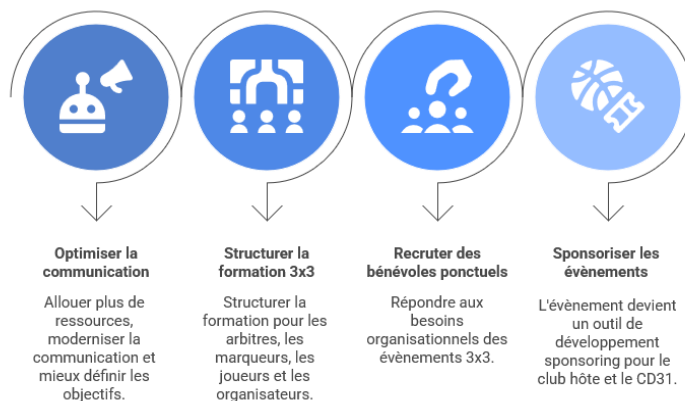 Optimiser la
communication
Allouer plus de
ressources,
moderniser la
communication et
mieux définir les
objectifs.
Structurer la
formation 3x3
Structurer la
formation pour les
arbitres, les
marqueurs, les
joueurs et les
organisateurs.
Recruter des
bénévoles ponctuels
Répondre aux
besoins
organisationnels des
évènements 3x3.
Sponsoriser les
évènements
L'évènement devient
un outil de
développement
sponsoring pour le
club hôte et le CD31.